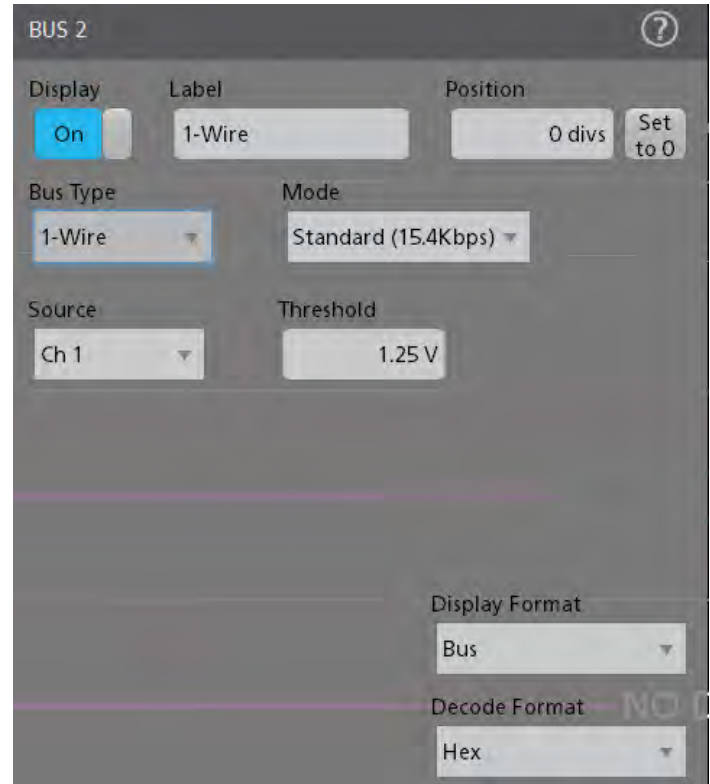 BUS 2
?
Display Label Position
On 1-Wire 0 divs Set to 0
Bus Type Mode
1-Wire Standard (15.4Kbps)
Source Threshold
Ch 1 1.25 V
Display Format
Bus
Decode Format
NO
Hex